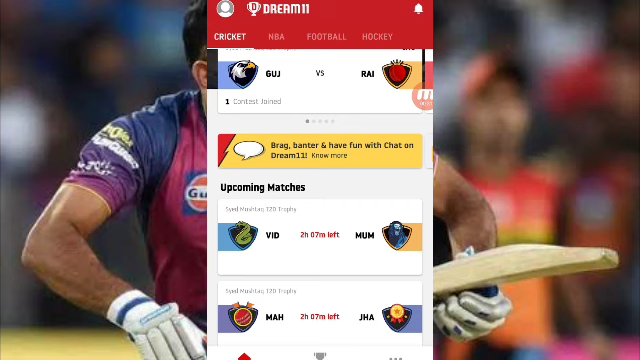 DREAM11
CRICKET NBA FOOTBALL HOCKEY
GUJ VS RAI
1 Contest Joined
Brag, banter & have fun with Chat on
Dream11! Know more
Upcoming Matches
Syed Mushtaq T20 Trophy
VID 2h 07m left MUM
Syed Mushtaq T20 Trophy
MAH 2h 07m left JHA